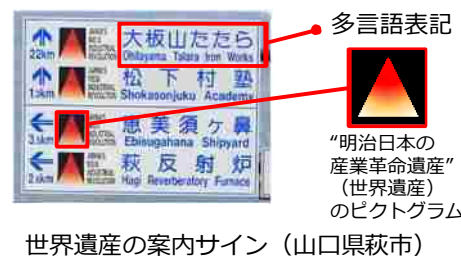 22km
大板山たたら
Ohitayama Tatara Iron Works
松下村塾
Shokasonjuku Academy
恵美須ヶ鼻
Ebisugahana Shipyard
萩反射炉
Hagi Reverberatory Furnace
多言語表記
“明治日本の
産業革命遺産”
（世界遺産）
のピクトグラム
世界遺産の案内サイン（山口県萩市）